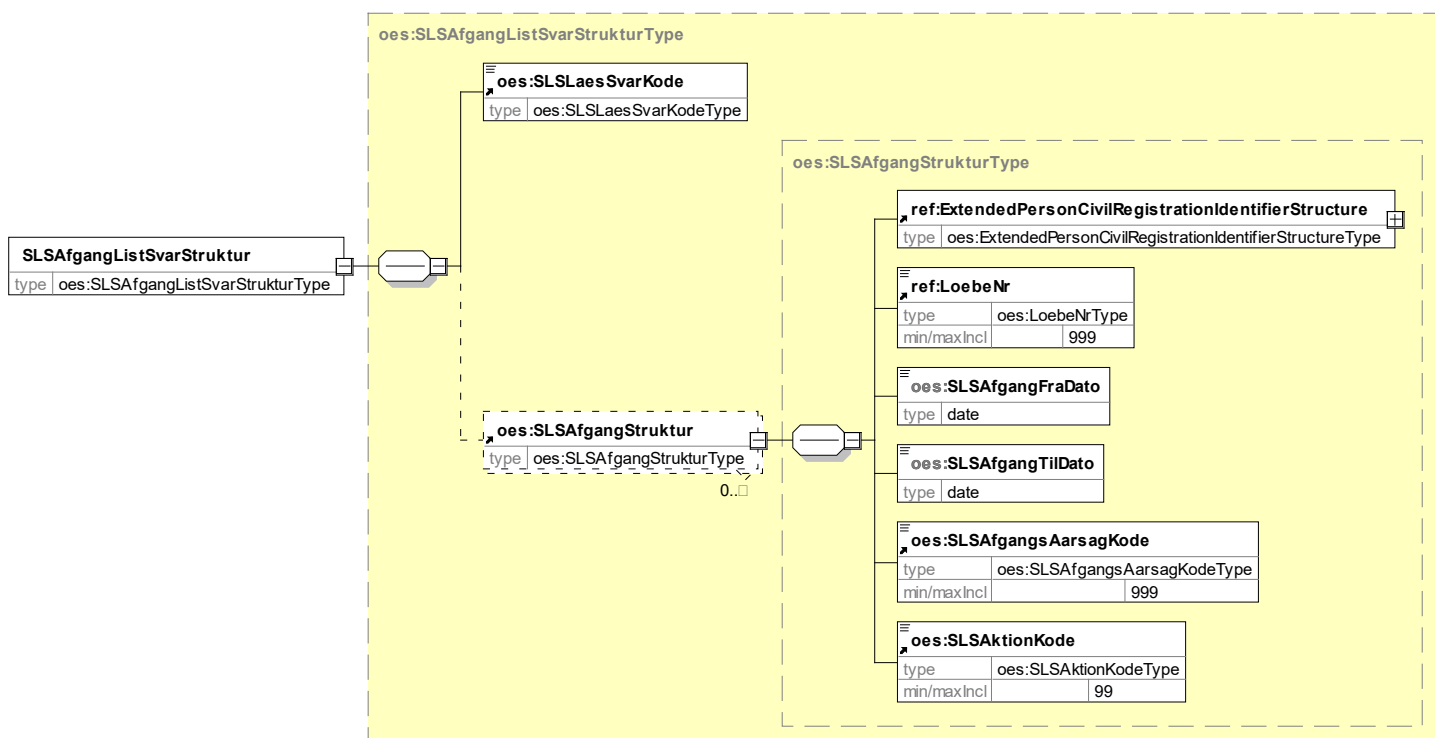 oes:SLSAfgangListSvarStrukturType
oes:SLSLaesSvarKode
type oes:SLSLaesSvarKodeType
oes:SLSAfgangStrukturType
ref:ExtendedPersonCivilRegistrationIdentifierStructure
type oes:ExtendedPersonCivilRegistrationIdentifierStructureType
SLSAfgangListSvarStruktur
type oes:SLSAfgangListSvarStrukturType
ref:LoebeNr
type oes:LoebeNrType
min/maxIncl 999
oes:SLSAfgangFraDato
type date
oes:SLSAfgangStruktur
type oes:SLSAfgangStrukturType
0..□
oes:SLSAfgangTilDato
type date
oes:SLSAfgangsAarsagKode
type oes:SLSAfgangsAarsagKodeType
min/maxIncl 999
oes:SLSAktionKode
type oes:SLSAktionKodeType
min/maxIncl 99